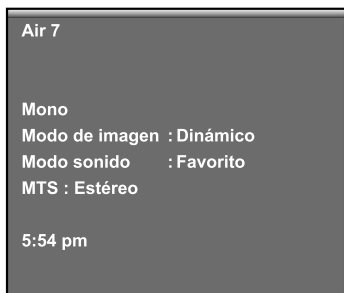 Air 7
Mono
Modo de imagen : Dinámico
Modo sonido : Favorito
MTS : Estéreo
5:54 pm